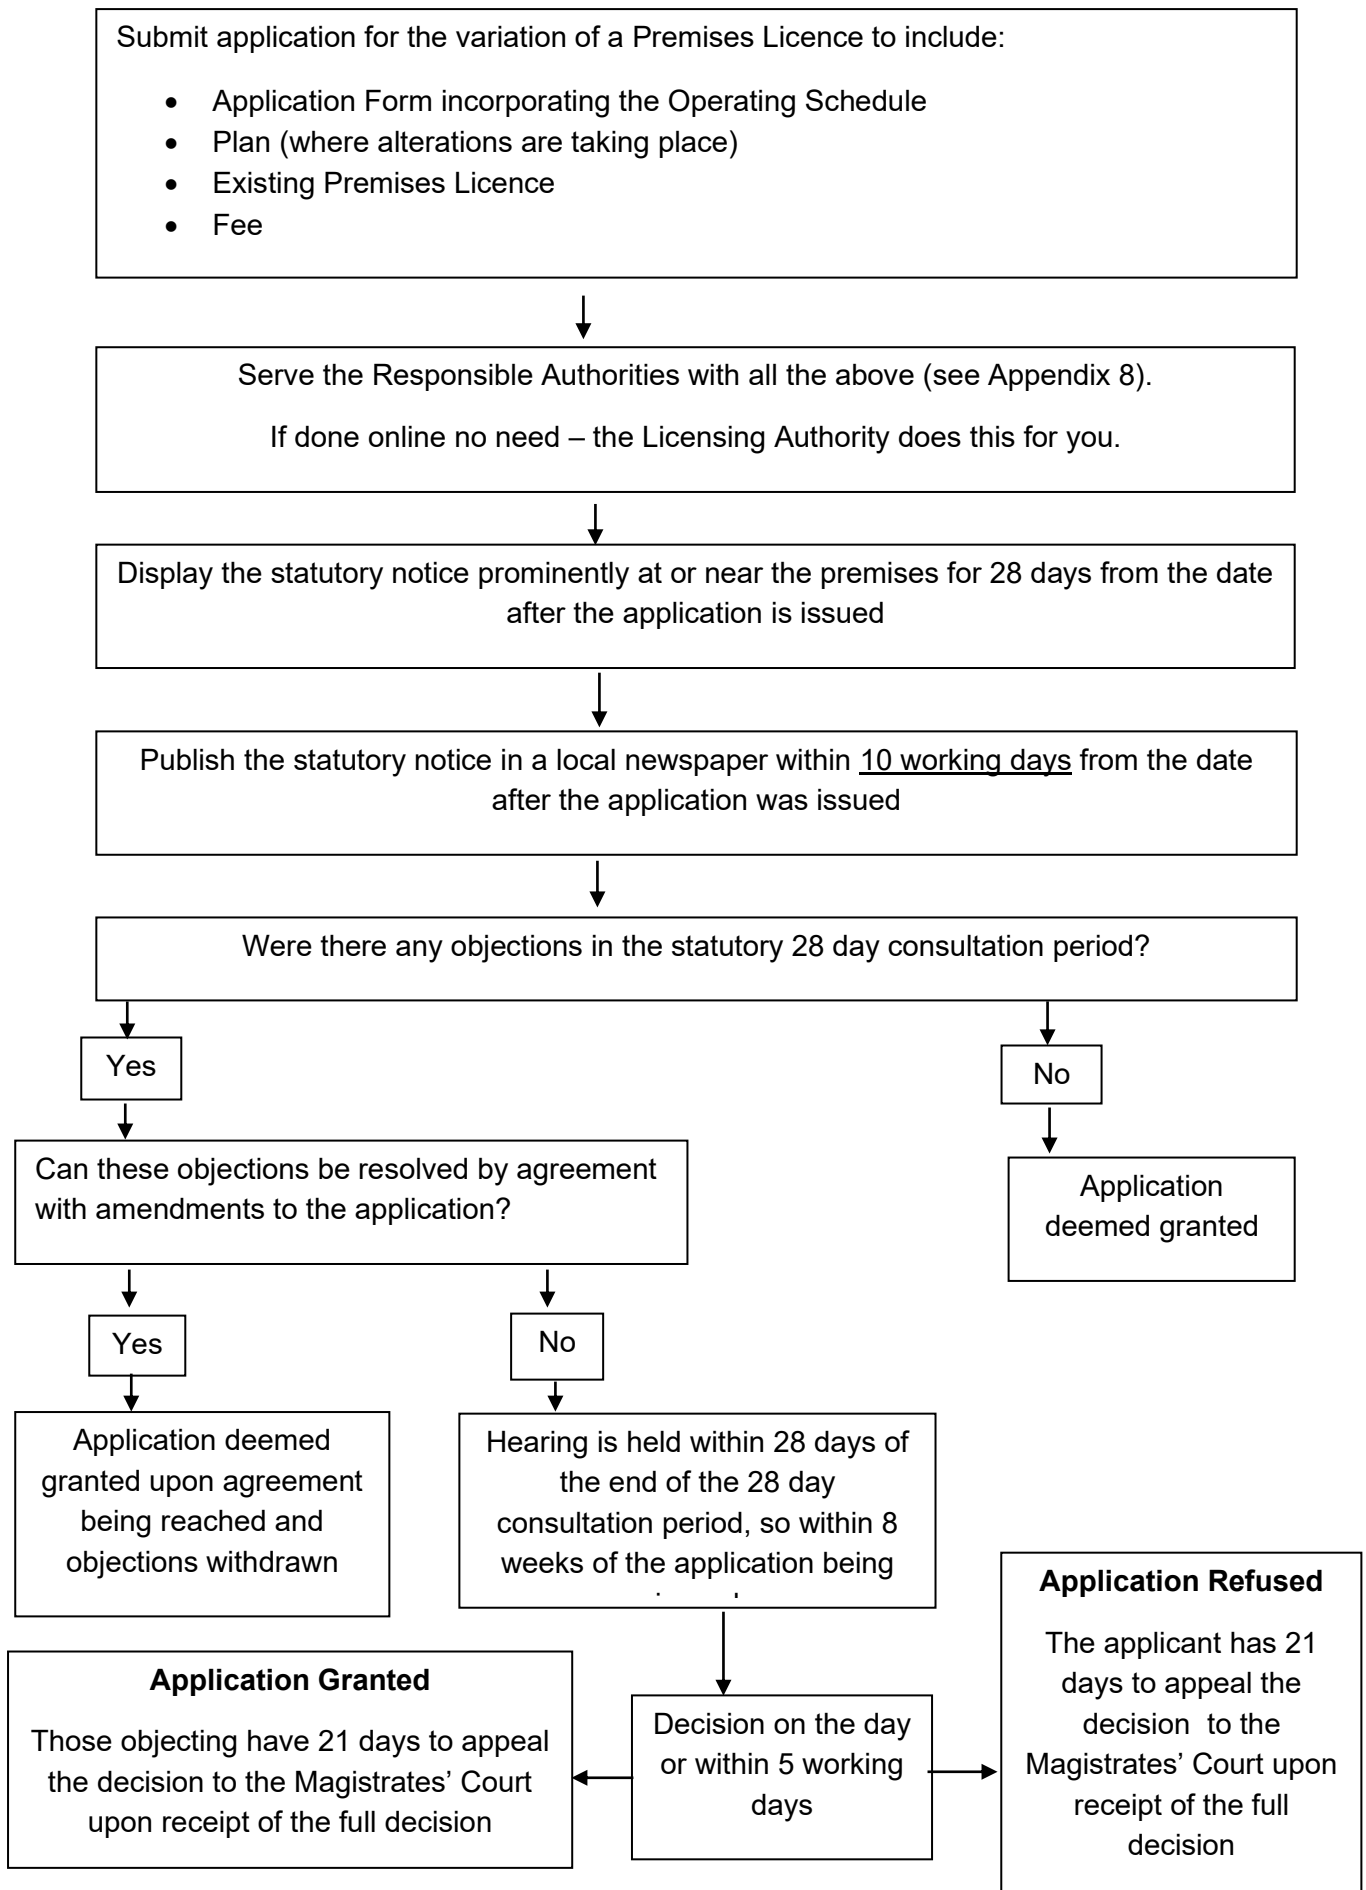 Submit application for the variation of a Premises Licence to include:
• Application Form incorporating the Operating Schedule
• Plan (where alterations are taking place)
• Existing Premises Licence
• Fee
Serve the Responsible Authorities with all the above (see Appendix 8).
If done online no need – the Licensing Authority does this for you.
Display the statutory notice prominently at or near the premises for 28 days from the date
after the application is issued
Publish the statutory notice in a local newspaper within 10 working days from the date
after the application was issued
Were there any objections in the statutory 28 day consultation period?
Yes
No
Can these objections be resolved by agreement
with amendments to the application?
Application
deemed granted
Yes
No
Application deemed
granted upon agreement
being reached and
objections withdrawn
Hearing is held within 28 days of
the end of the 28 day
consultation period, so within 8
weeks of the application being
Application Granted
Those objecting have 21 days to appeal
the decision to the Magistrates’ Court
upon receipt of the full decision
Decision on the day
or within 5 working
days
Application Refused
The applicant has 21
days to appeal the
decision  to the
Magistrates’ Court upon
receipt of the full
decision